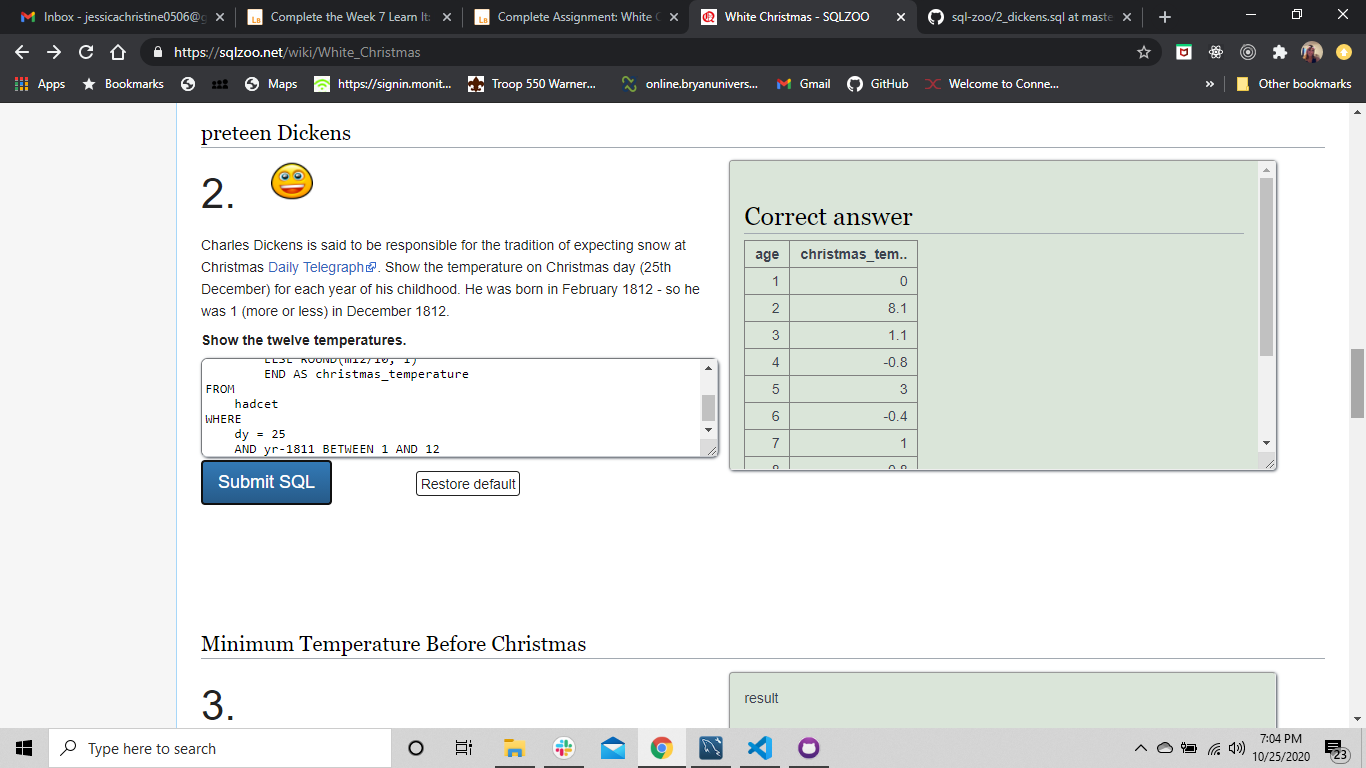 Inbox - jessicachristine0506@g
Complete the Week 7 Learn It:
Complete Assignment: White C
White Christmas - SQLZOO
sql-zoo/2_dickens.sql at maste
https://sqlzoo.net/wiki/White_Christmas
Apps
Bookmarks
Maps
https://signin.monit...
Troop 550 Warner...
online.bryanunivers...
Gmail
GitHub
Welcome to Conne...
»
Other bookmarks
preteen Dickens
2.
Charles Dickens is said to be responsible for the tradition of expecting snow at
Christmas Daily Telegraph. Show the temperature on Christmas day (25th
December) for each year of his childhood. He was born in February 1812 - so he
was 1 (more or less) in December 1812.
Show the twelve temperatures.
ELSE ROUND(m12/10, 1)
END AS christmas_temperature
FROM
hadcet
WHERE
dy = 25
AND yr-1811 BETWEEN 1 AND 12
Submit SQL
Restore default
Correct answer
age christmas_tem..
1 0
2 8.1
3 1.1
4 -0.8
5 3
6 -0.4
7 1
8 0.8
Minimum Temperature Before Christmas
3.
result
Type here to search
7:04 PM
10/25/2020
23